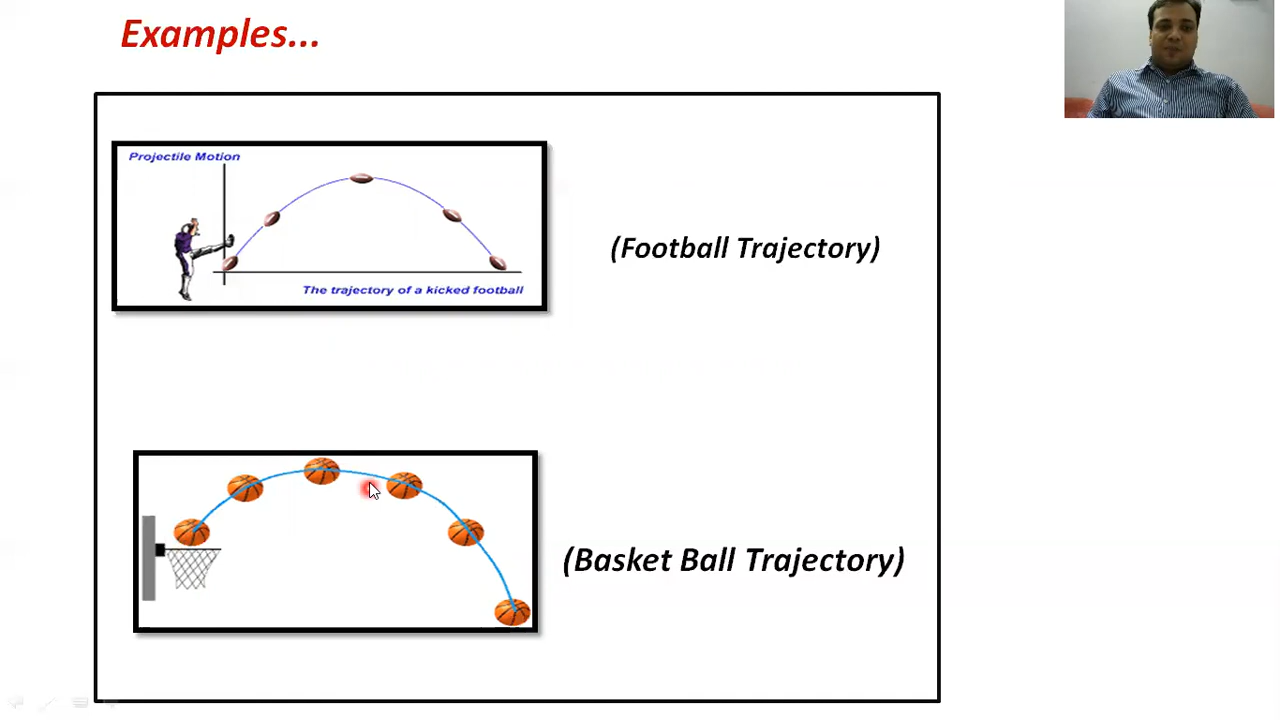 Examples...
Projectile Motion
The trajectory of a kicked football
(Football Trajectory)
(Basket Ball Trajectory)